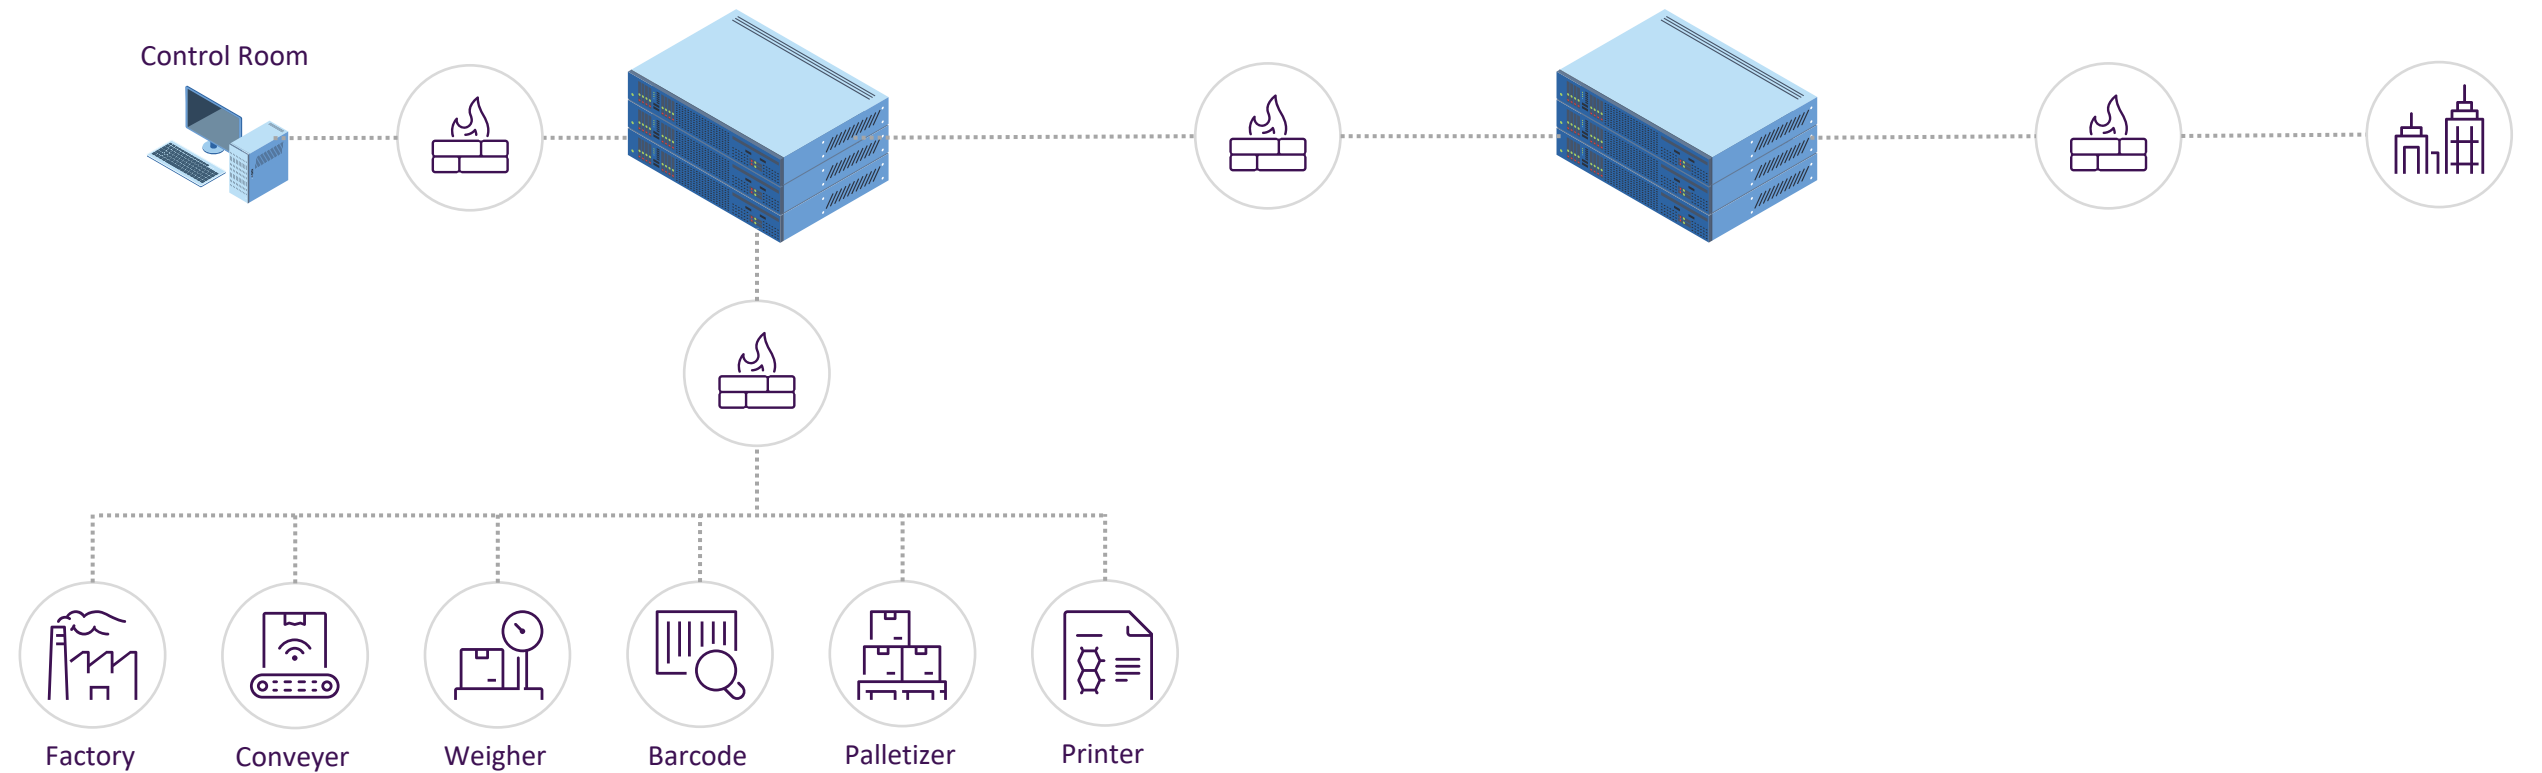 Control Room
Factory
Conveyer
Weigher
Barcode
Palletizer
Printer